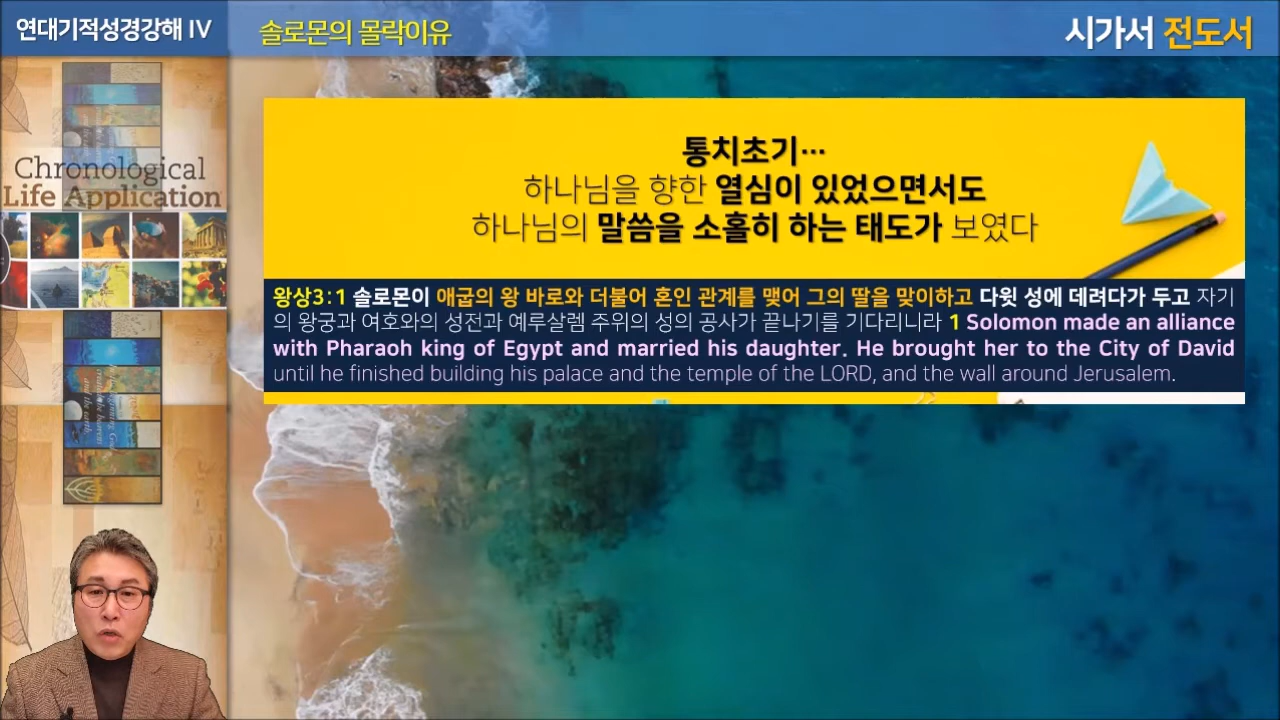 연대기적성경강해 IV
솔로몬의 몰락이유
시가서 전도서
Chronological
Life Application
통치초기…
하나님을 향한 열심이 있었으면서도
하나님의 말씀을 소홀히 하는 태도가 보였다
왕상3:1 솔로몬이 애굽의 왕 바로와 더불어 혼인 관계를 맺어 그의 딸을 맞이하고 다윗 성에 데려다가 두고 자기
의 왕궁과 여호와의 성전과 예루살렘 주위의 성의 공사가 끝나기를 기다리니라 1 Solomon made an alliance
with Pharaoh king of Egypt and married his daughter. He brought her to the City of David
until he finished building his palace and the temple of the LORD, and the wall around Jerusalem.